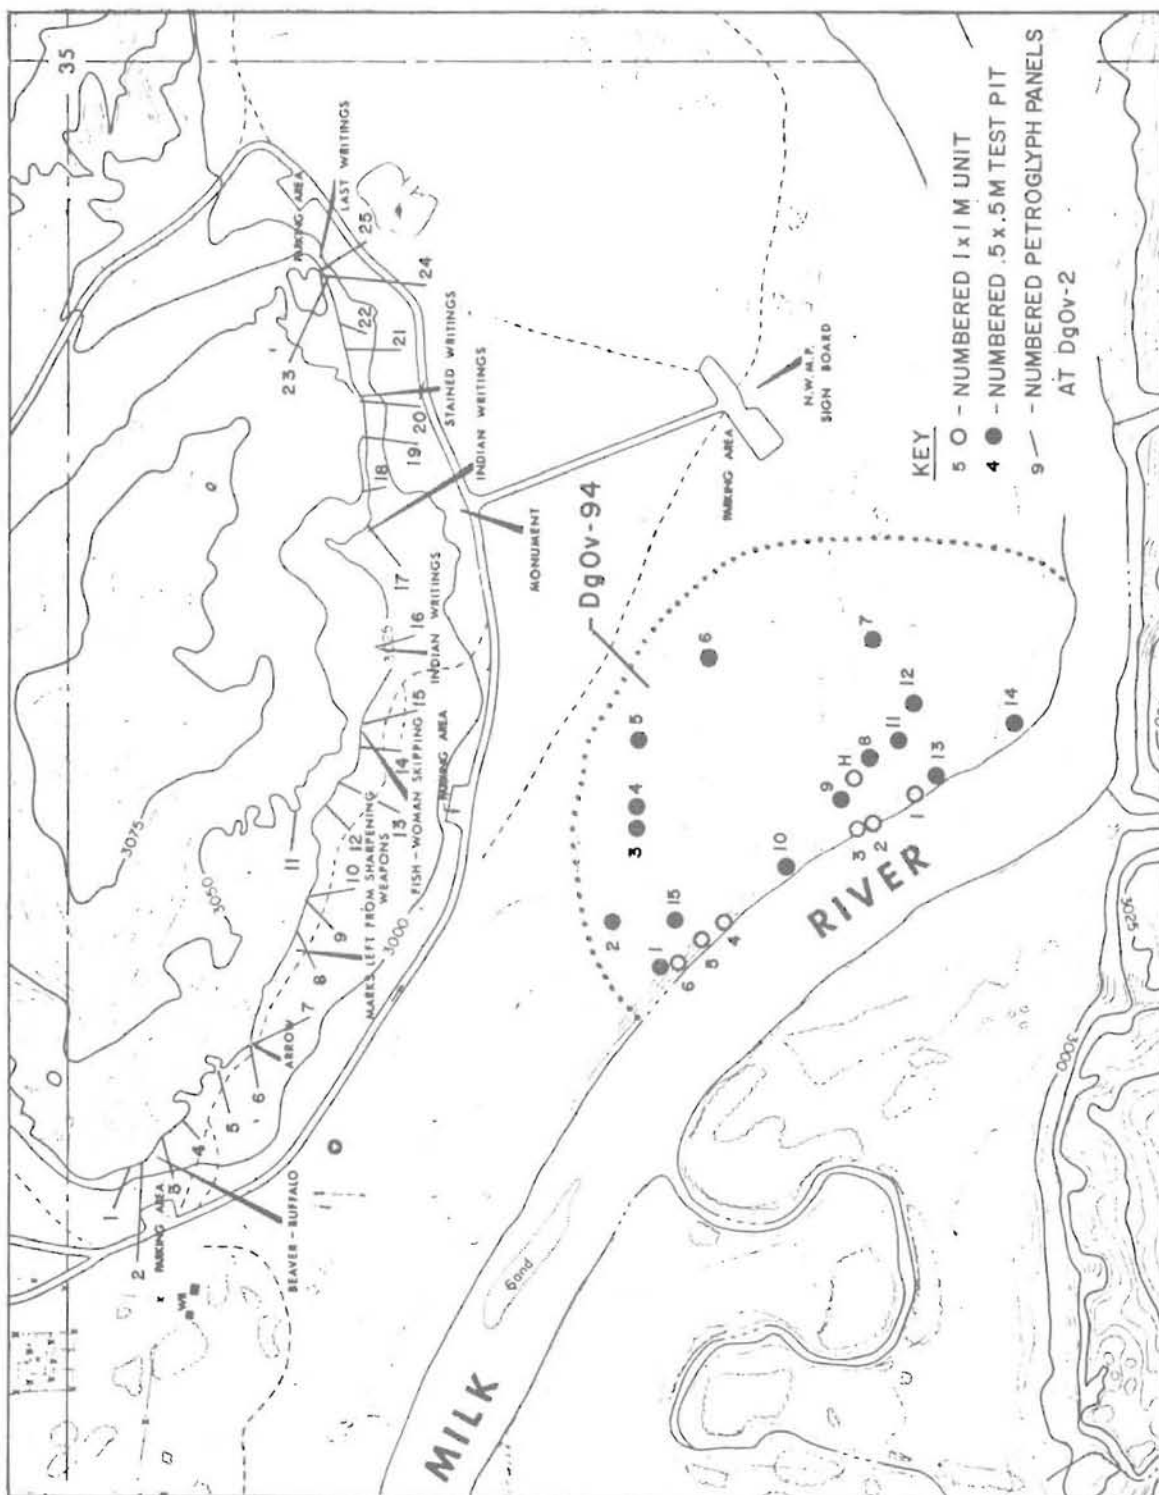 35
3075
3050
3025
3000
PARKING AREA
LAST WRITINGS
25
24
23
22
21
STAINED WRITINGS
20
19
18
INDIAN WRITINGS
17
MONUMENT
16
INDIAN WRITINGS
15
14
FISH - WOMAN SKIPPING
PARKING AREA
13
12
11
10
MARKS LEFT FROM SHARPENING
WEAPONS
9
8
7
ARROW
6
5
4
3
BEAVER - BUFFALO
PARKING AREA
2
1
PARKING AREA
N.W.M.P.
SIGN BOARD
DgOv-94
6
7
5
4
3
2
15
1
6
5
4
10
9
H
8
11
12
3
2
1
13
14
MILK
RIVER
3000
3025
KEY
5 O - NUMBERED 1 x 1 M UNIT
4 ● - NUMBERED .5 x .5M TEST PIT
9 — - NUMBERED PETROGLYPH PANELS
AT DgOv-2